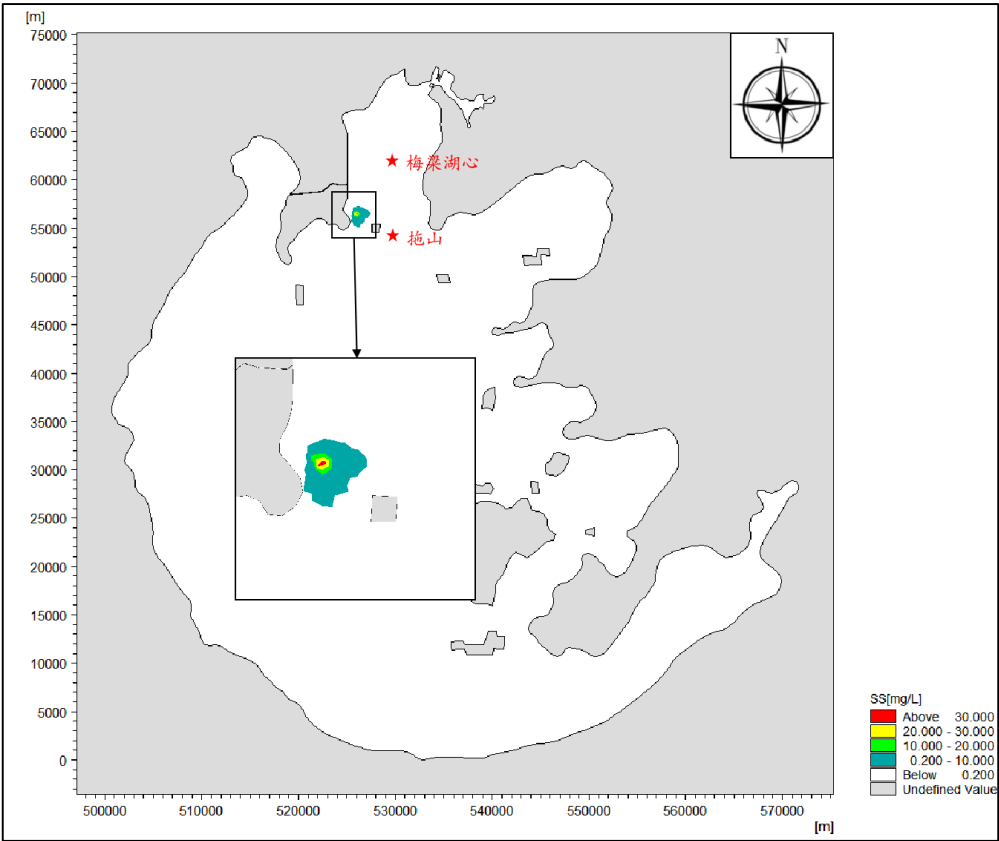 [m]
75000
70000
65000
60000
55000
50000
45000
40000
35000
30000
25000
20000
15000
10000
5000
0
N
梅梁湖心
拖山
SS[mg/L]
Above 30.000
20.000 - 30.000
10.000 - 20.000
0.200 - 10.000
Below 0.200
Undefined Value
500000 510000 520000 530000 540000 550000 560000 570000
[m]